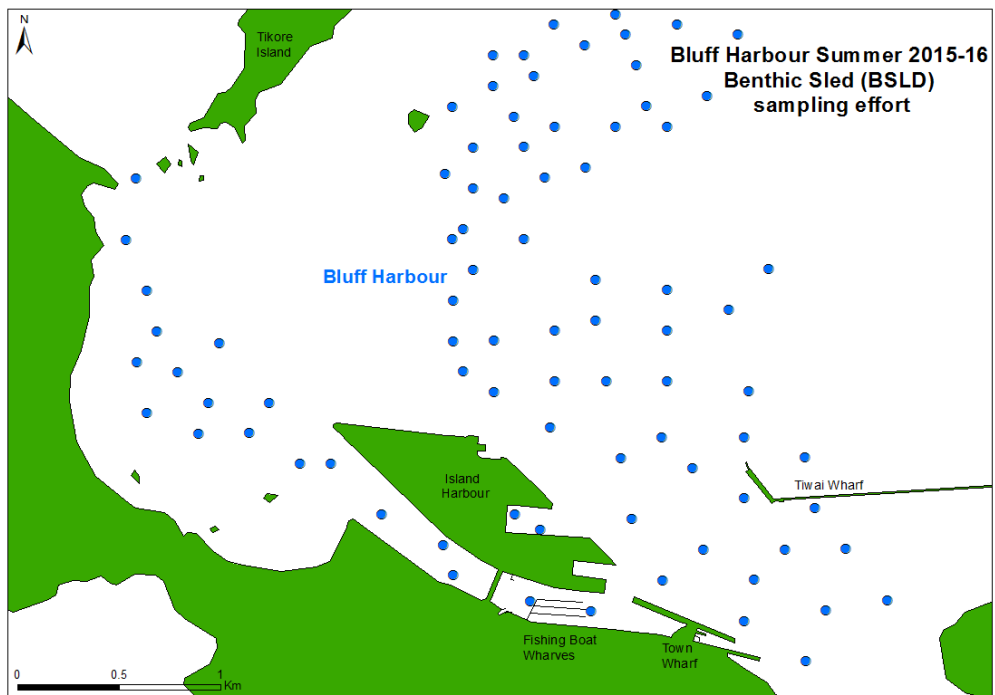 N
Tikore
Island
Bluff Harbour Summer 2015-16
Benthic Sled (BSLD)
sampling effort
Bluff Harbour
Island
Harbour
Tiwai Wharf
Fishing Boat
Wharves
Town
Wharf
0 0.5 1
Km